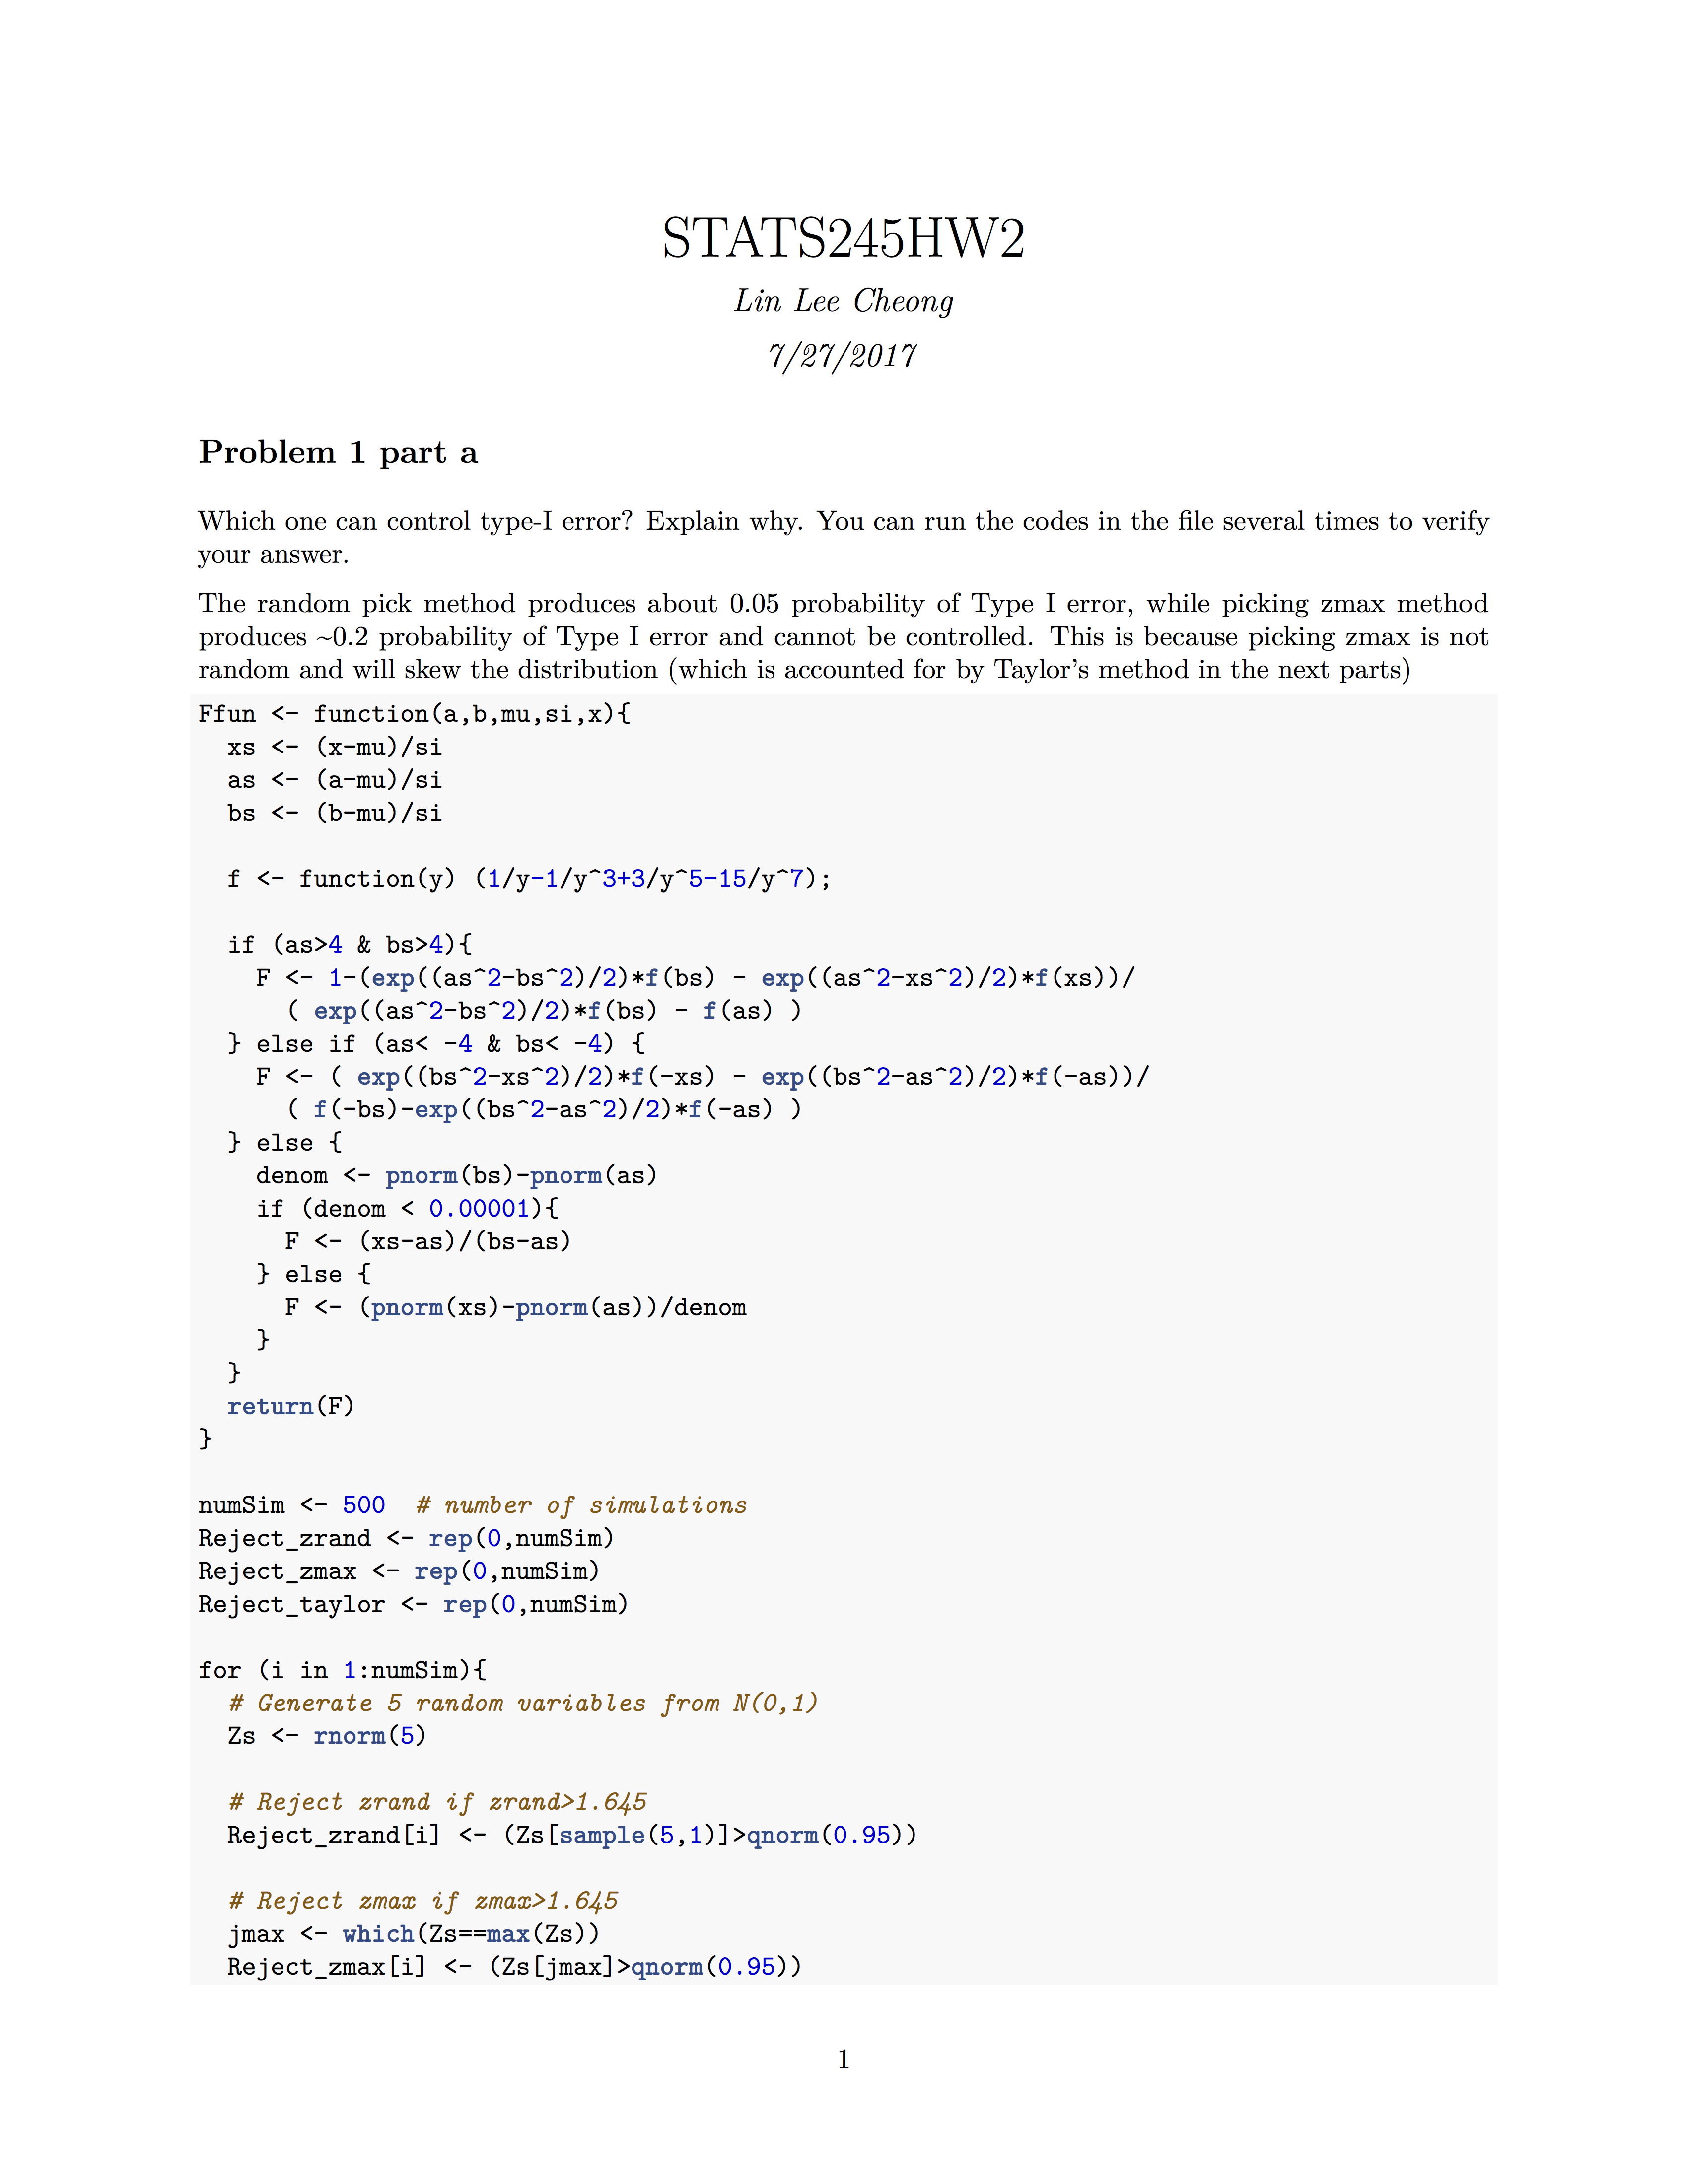 STATS245HW2
Lin Lee Cheong
7/27/2017
Problem 1 part a
Which one can control type-I error? Explain why. You can run the codes in the file several times to verify
your answer.
The random pick method produces about 0.05 probability of Type I error, while picking zmax method
produces ~0.2 probability of Type I error and cannot be controlled. This is because picking zmax is not
random and will skew the distribution (which is accounted for by Taylor's method in the next parts)
Ffun <- function(a,b,mu,si,x){
  xs <- (x-mu)/si
  as <- (a-mu)/si
  bs <- (b-mu)/si
  f <- function(y) (1/y-1/y^3+3/y^5-15/y^7);
  if (as>4 & bs>4){
    F <- 1-(exp((as^2-bs^2)/2)*f(bs) - exp((as^2-xs^2)/2)*f(xs))/
      ( exp((as^2-bs^2)/2)*f(bs) - f(as) )
  } else if (as< -4 & bs< -4) {
    F <- ( exp((bs^2-xs^2)/2)*f(-xs) - exp((bs^2-as^2)/2)*f(-as))/
      ( f(-bs)-exp((bs^2-as^2)/2)*f(-as) )
  } else {
    denom <- pnorm(bs)-pnorm(as)
    if (denom < 0.00001){
      F <- (xs-as)/(bs-as)
    } else {
      F <- (pnorm(xs)-pnorm(as))/denom
    }
  }
  return(F)
}
numSim <- 500  # number of simulations
Reject_zrand <- rep(0,numSim)
Reject_zmax <- rep(0,numSim)
Reject_taylor <- rep(0,numSim)
for (i in 1:numSim){
  # Generate 5 random variables from N(0,1)
  Zs <- rnorm(5)
  # Reject zrand if zrand>1.645
  Reject_zrand[i] <- (Zs[sample(5,1)]>qnorm(0.95))
  # Reject zmax if zmax>1.645
  jmax <- which(Zs==max(Zs))
  Reject_zmax[i] <- (Zs[jmax]>qnorm(0.95))
1